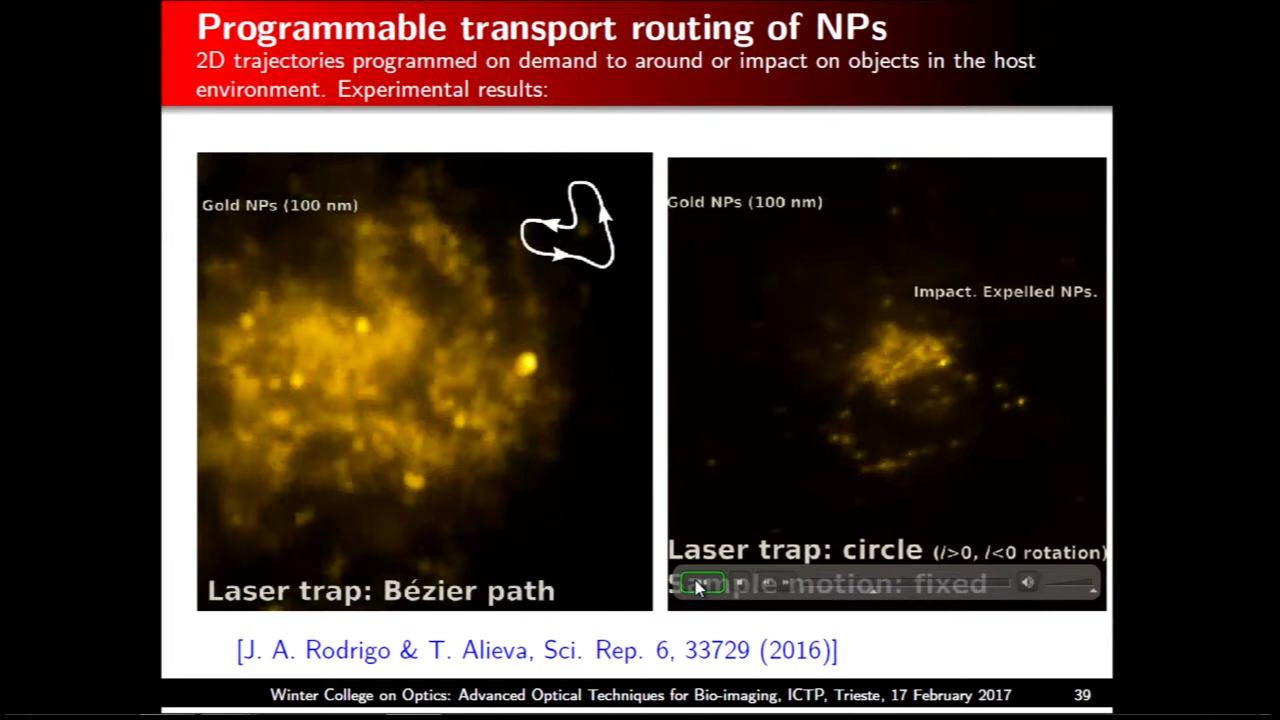 Programmable transport routing of NPs
2D trajectories programmed on demand to around or impact on objects in the host
environment. Experimental results:
Gold NPs (100 nm)
Laser trap: Bézier path
Gold NPs (100 nm)
Impact. Expelled NPs.
Laser trap: circle (l>0, l<0 rotation)
Sample motion: fixed
[J. A. Rodrigo & T. Alieva, Sci. Rep. 6, 33729 (2016)]
Winter College on Optics: Advanced Optical Techniques for Bio-imaging, ICTP, Trieste, 17 February 2017 39